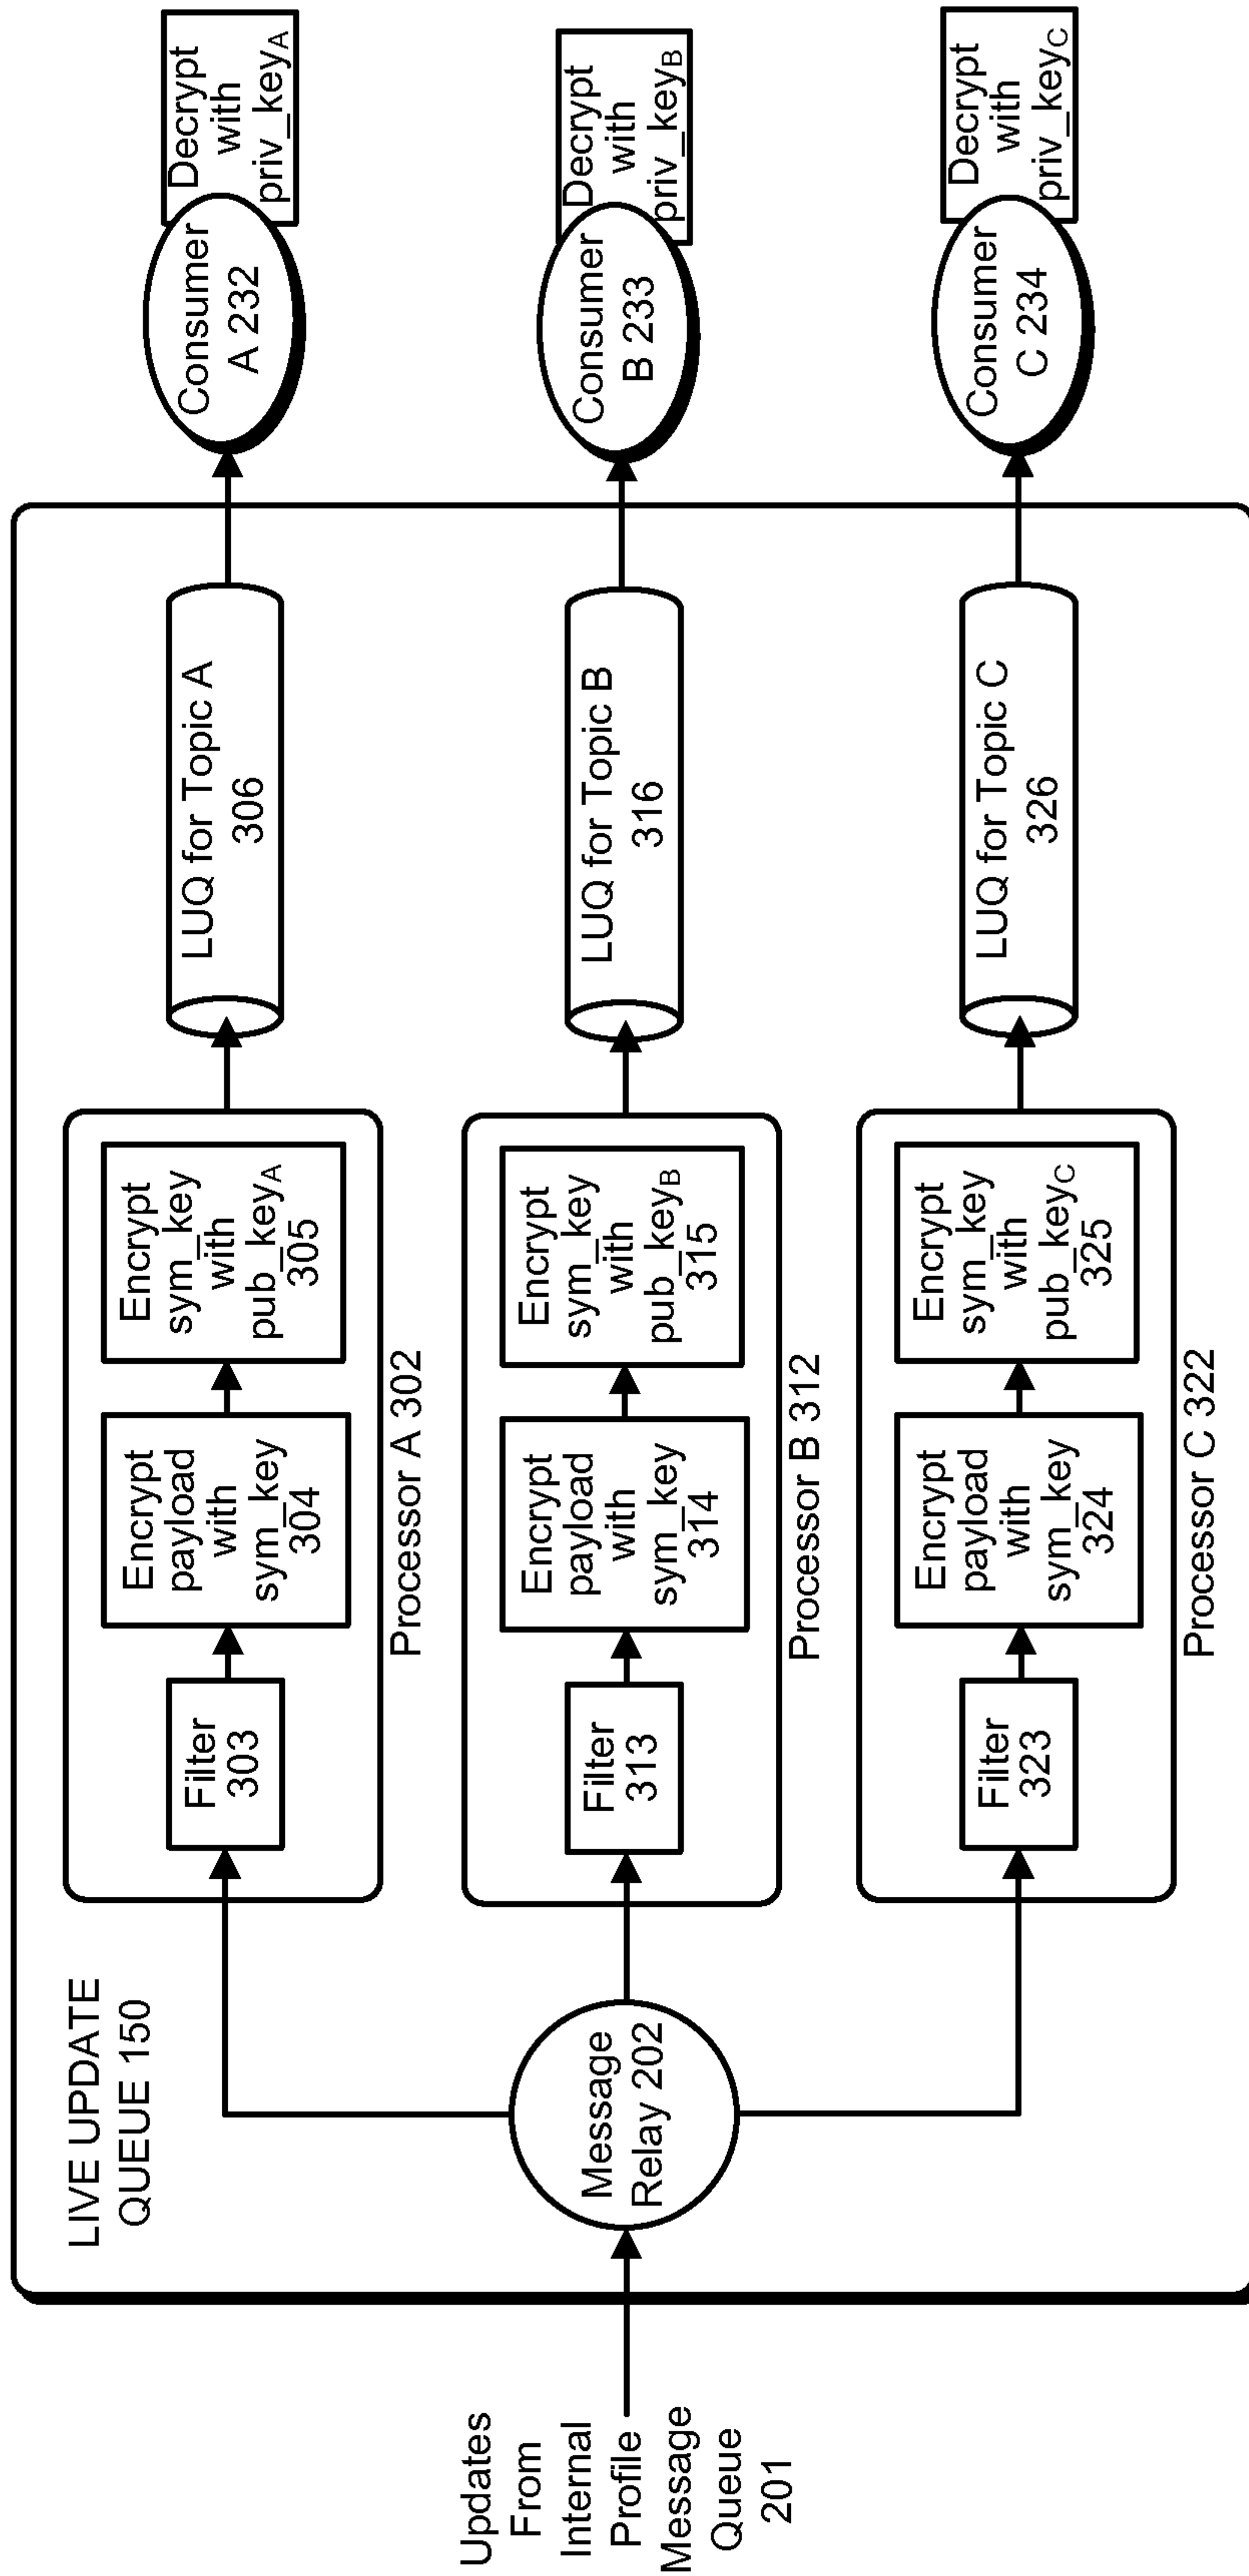 LIVE UPDATE
QUEUE 150
Updates
From
Internal
Profile
Message
Queue
201
Message
Relay 202
Filter
303
Encrypt
payload
with
sym_key
304
Encrypt
sym_key
with
pub_keyA
305
Processor A 302
LUQ for Topic A
306
Consumer
A 232
Decrypt
with
priv_keyA
Filter
313
Encrypt
payload
with
sym_key
314
Encrypt
sym_key
with
pub_keyB
315
Processor B 312
LUQ for Topic B
316
Consumer
B 233
Decrypt
with
priv_keyB
Filter
323
Encrypt
payload
with
sym_key
324
Encrypt
sym_key
with
pub_keyC
325
Processor C 322
LUQ for Topic C
326
Consumer
C 234
Decrypt
with
priv_keyC